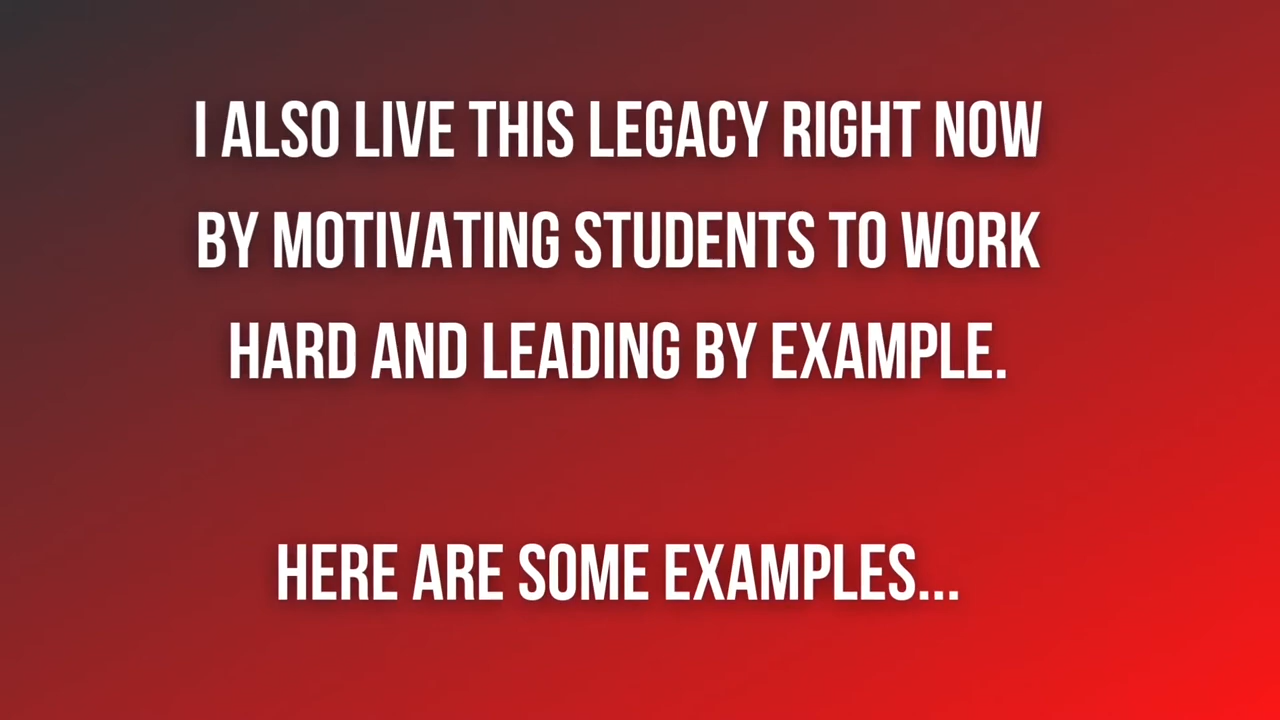 I ALSO LIVE THIS LEGACY RIGHT NOW
BY MOTIVATING STUDENTS TO WORK
HARD AND LEADING BY EXAMPLE.
HERE ARE SOME EXAMPLES...